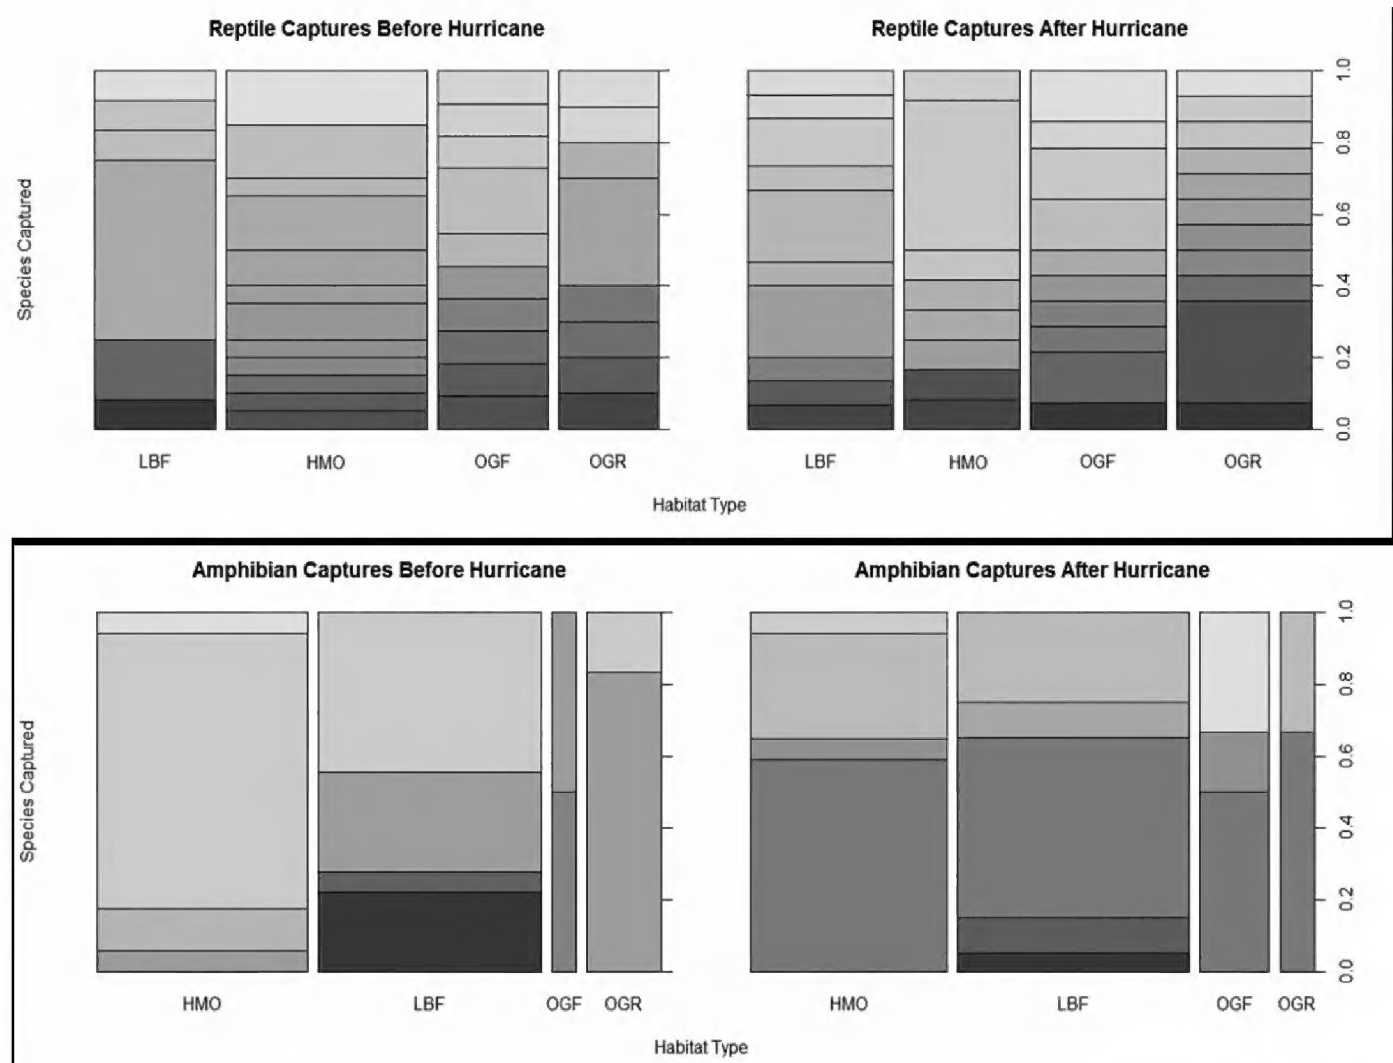 Reptile Captures Before Hurricane
Reptile Captures After Hurricane
Species Captured
1.0
0.8
0.6
0.4
0.2
0.0
LBF HMO OGF OGR
LBF HMO OGF OGR
Habitat Type
Amphibian Captures Before Hurricane
Amphibian Captures After Hurricane
Species Captured
1.0
0.8
0.6
0.4
0.2
0.0
HMO LBF OGF OGR
HMO LBF OGF OGR
Habitat Type